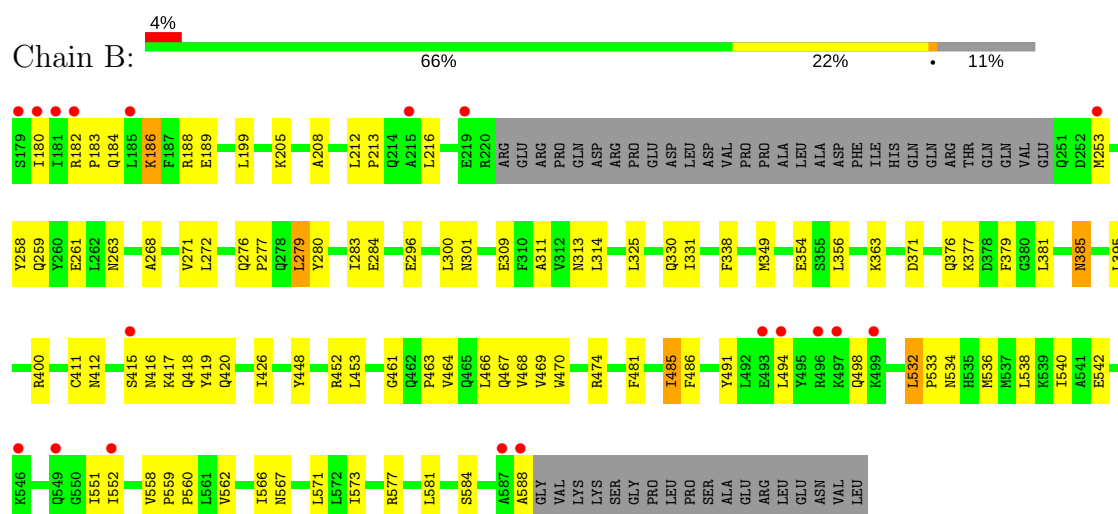 4%
Chain B:
66% 22% • 11%
S179 I180 I181 R182 P183 Q184 L185 K186 F187 R188 E189 L199 K205 A208 L212 P213 Q214 A215 L216 E219 R220 ARG GLU ARG PRO GLN ASP ARG PRO GLU ASP LEU ASP VAL PRO PRO ALA LEU ALA ASP PHE ILE HIS GLN GLN ARG THR GLN GLN VAL GLU Q251 D252 M253
Y258 Q259 Y260 E261 L262 N263 A268 V271 L272 Q276 P277 Q278 L279 Y280 I283 E284 E296 L300 N301 E309 F310 A311 V312 N313 L314 L325 Q330 I331 F338 M349 E354 S355 L356 K363 D371 Q376 K377 D378 F379 G380 L381 N385 L395
R400 C411 N412 S415 N416 K417 Q418 Y419 Q420 I426 Y448 R452 L453 G461 Q462 P463 V464 Q465 L466 Q467 V468 V469 W470 R474 F481 I485 F486 Y491 L492 E493 L494 Y495 R496 K497 Q498 K499 L532 P533 N534 H535 M536 M537 L538 K539 I540 A541 E542
K546 Q549 G550 I551 I552 V558 P559 P560 L561 V562 I566 N567 L571 L572 I573 R577 L581 S584 A587 A588 GLY VAL LYS LYS SER GLY PRO LEU PRO SER ALA GLU ARG LEU GLU ASN VAL LEU